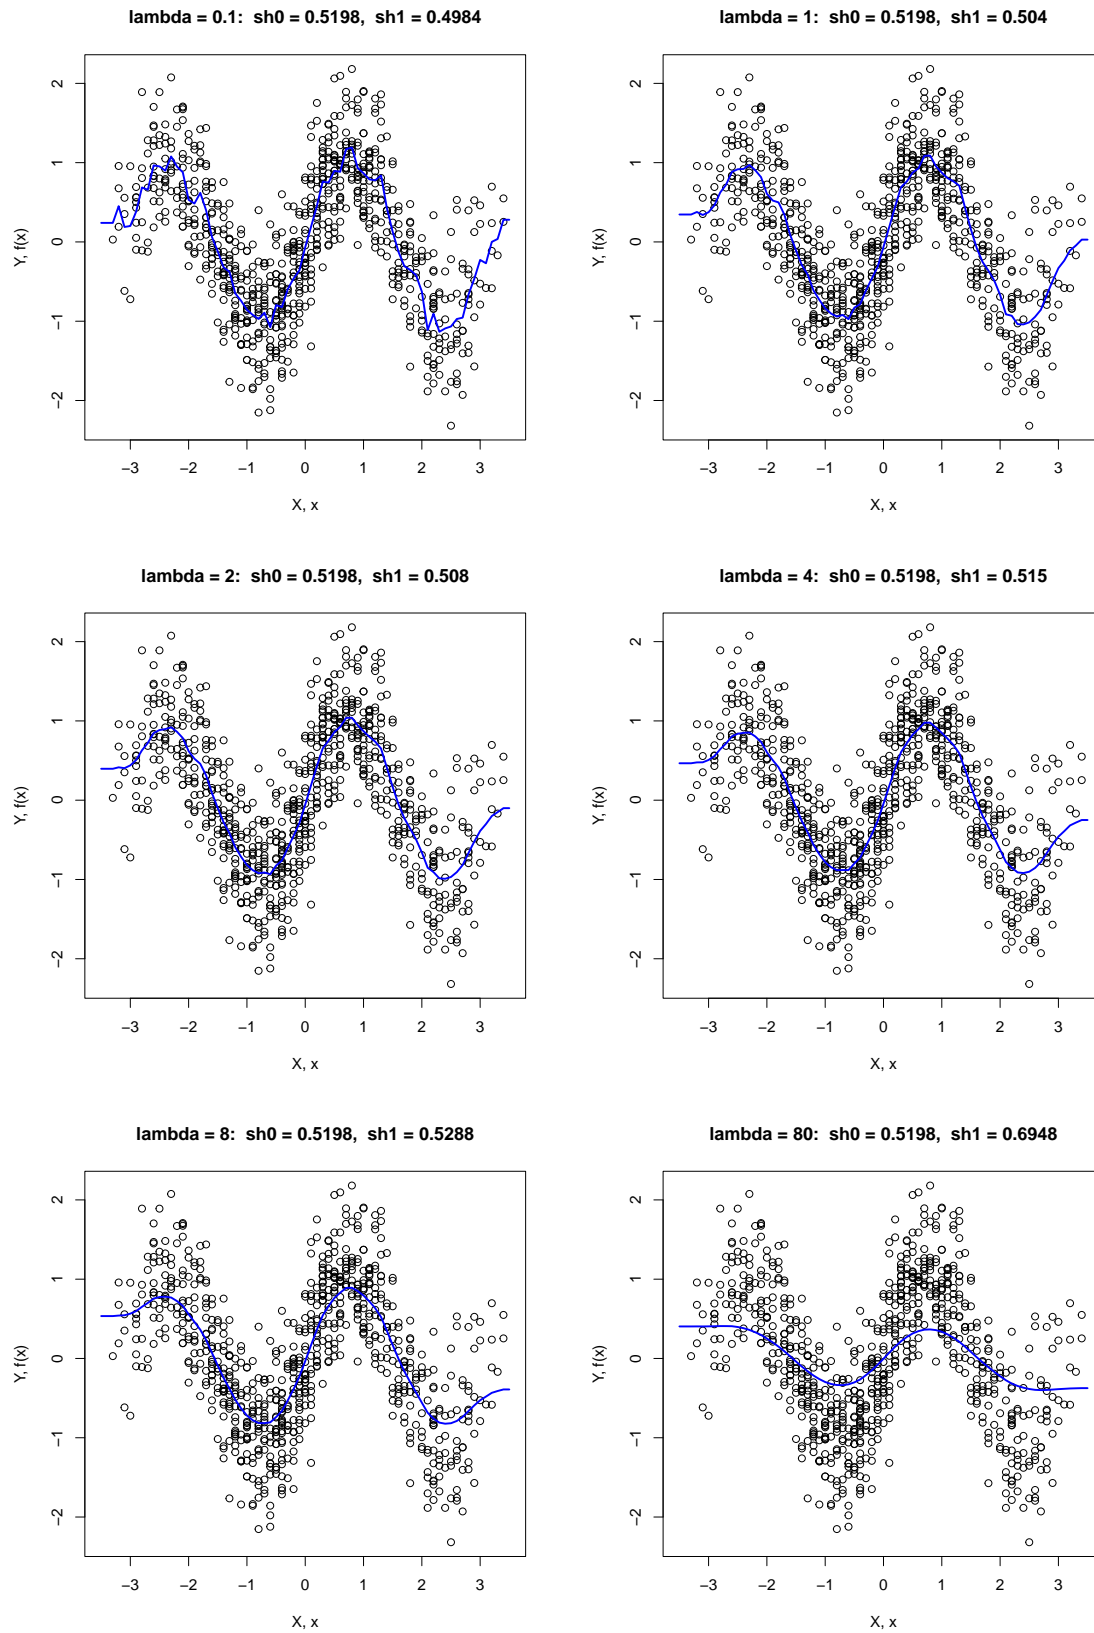 lambda = 0.1:  sh0 = 0.5198,  sh1 = 0.4984
Y, f(x)
2
1
0
−1
−2
−3 −2 −1 0 1 2 3
X, x
lambda = 1:  sh0 = 0.5198,  sh1 = 0.504
Y, f(x)
2
1
0
−1
−2
−3 −2 −1 0 1 2 3
X, x
lambda = 2:  sh0 = 0.5198,  sh1 = 0.508
Y, f(x)
2
1
0
−1
−2
−3 −2 −1 0 1 2 3
X, x
lambda = 4:  sh0 = 0.5198,  sh1 = 0.515
Y, f(x)
2
1
0
−1
−2
−3 −2 −1 0 1 2 3
X, x
lambda = 8:  sh0 = 0.5198,  sh1 = 0.5288
Y, f(x)
2
1
0
−1
−2
−3 −2 −1 0 1 2 3
X, x
lambda = 80:  sh0 = 0.5198,  sh1 = 0.6948
Y, f(x)
2
1
0
−1
−2
−3 −2 −1 0 1 2 3
X, x